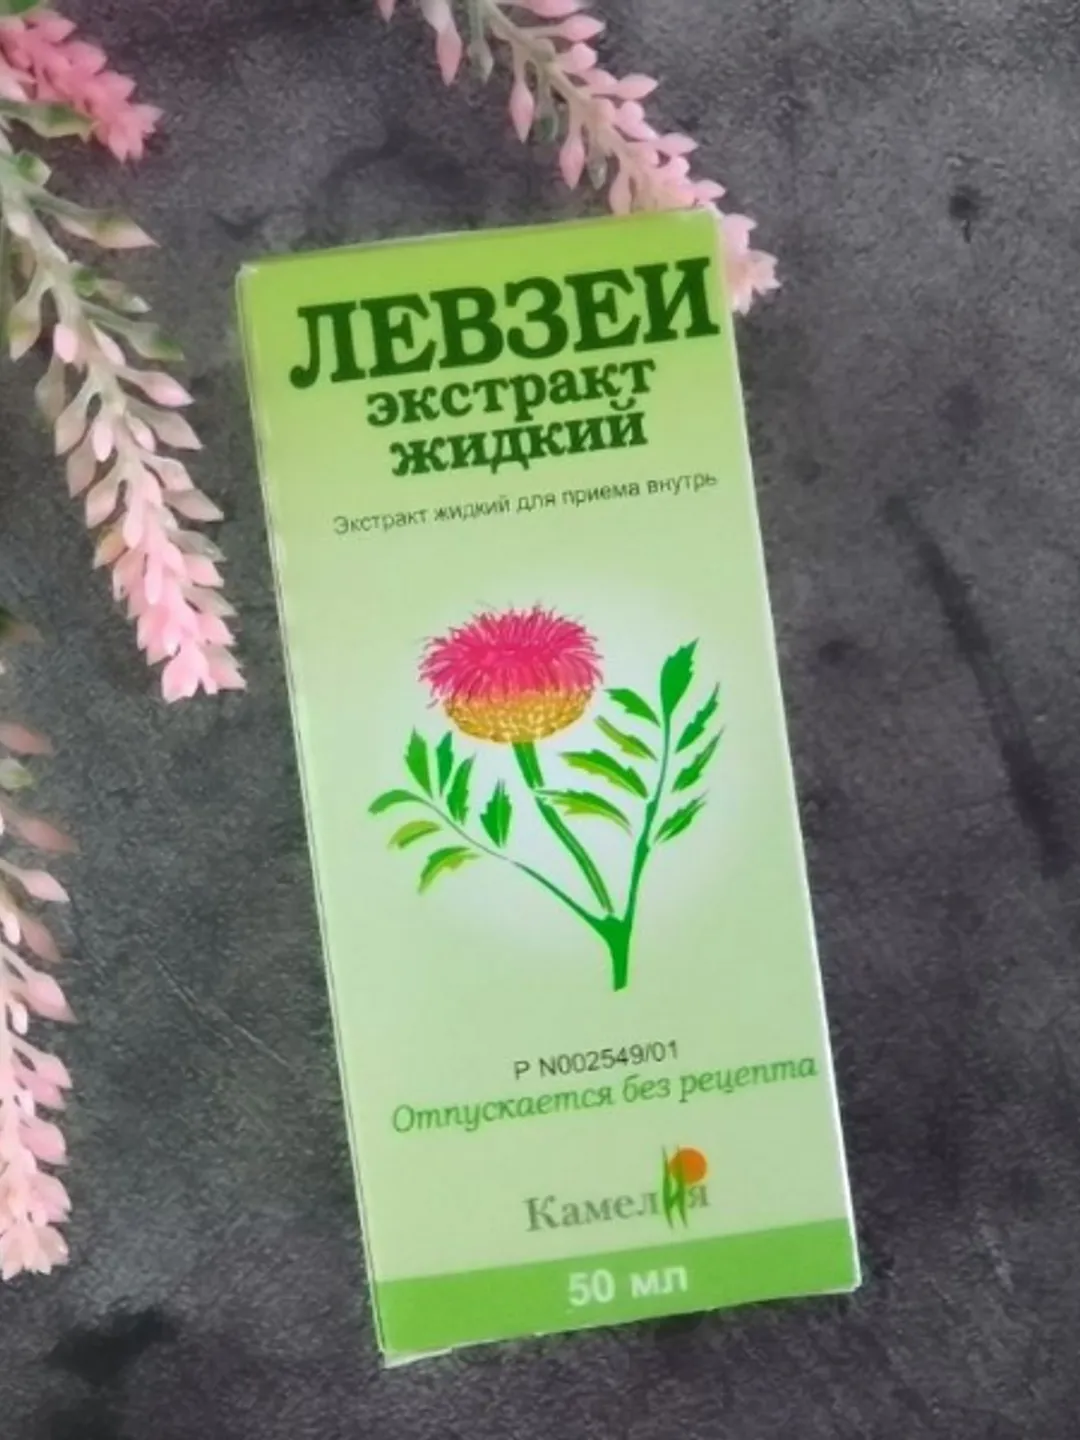 ЛЕВЗЕИ
экстракт
жидкий
Экстракт жидкий для приема внутрь
Р N002549/01
Отпускается без рецепта
Камелия
50 мл